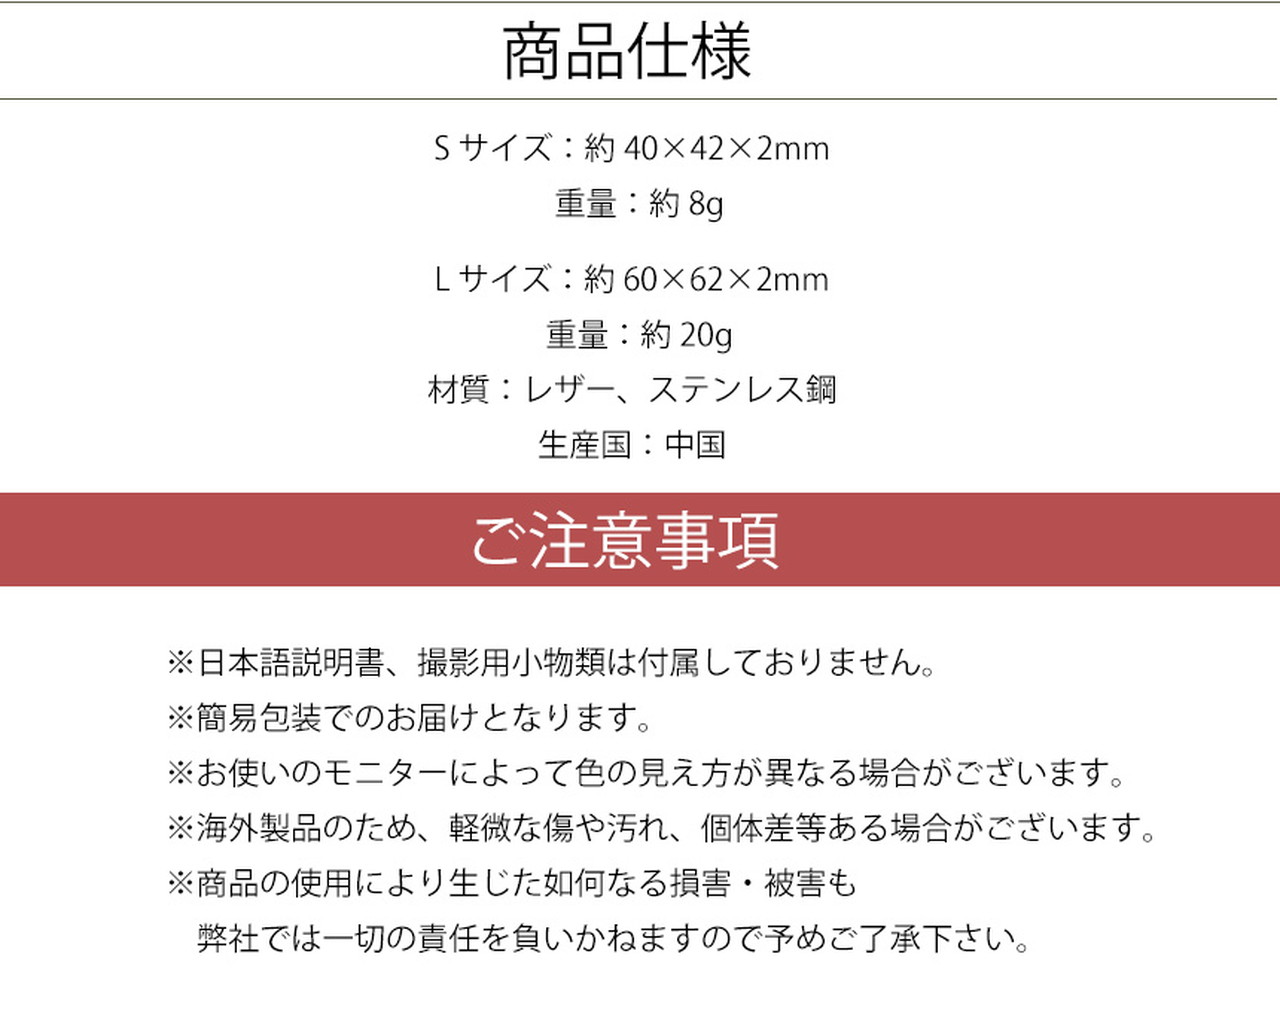 商品仕様
S サイズ：約 40×42×2mm
重量：約 8g
L サイズ：約 60×62×2mm
重量：約 20g
材質：レザー、ステンレス鋼
生産国：中国
ご注意事項
※日本語説明書、撮影用小物類は付属しておりません。
※簡易包装でのお届けとなります。
※お使いのモニターによって色の見え方が異なる場合がございます。
※海外製品のため、軽微な傷や汚れ、個体差等ある場合がございます。
※商品の使用により生じた如何なる損害・被害も
弊社では一切の責任を負いかねますので予めご了承下さい。